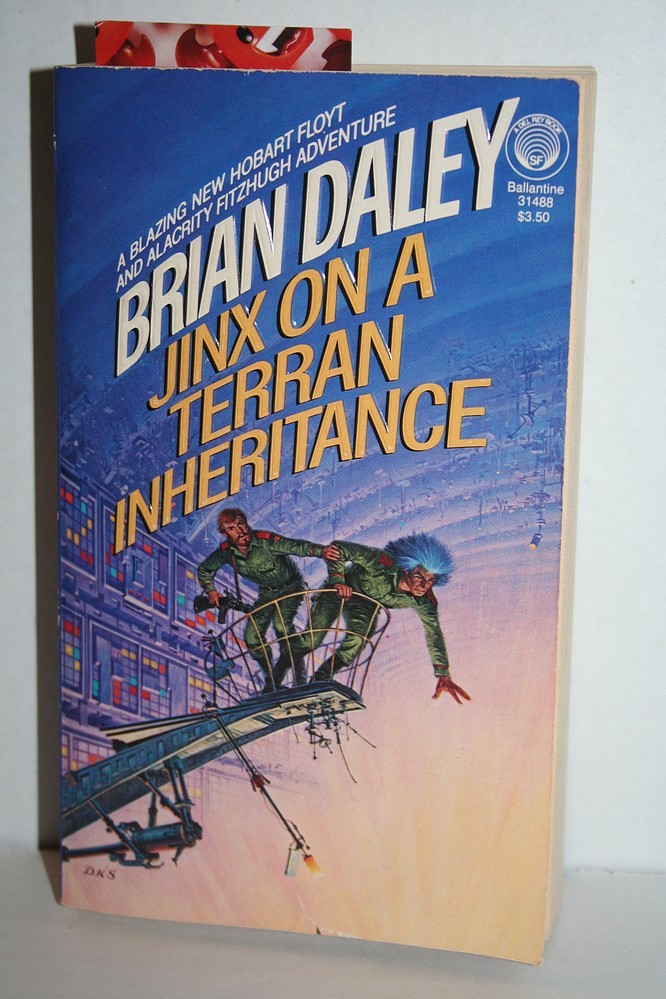 A BLAZING NEW HOBART FLOYT
AND ALACRITY FITZHUGH ADVENTURE
BRIAN DALEY
JINX ON A
TERRAN
INHERITANCE
A DEL REY BOOK
SF
Ballantine
31488
$3.50
DKS